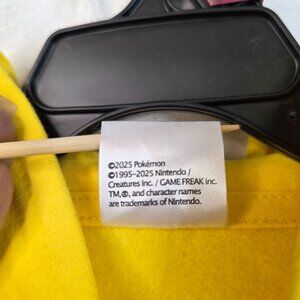 ©2025 Pokémon
©1995-2025 Nintendo /
Creatures Inc. / GAME FREAK inc.
TM,®, and character names
are trademarks of Nintendo.